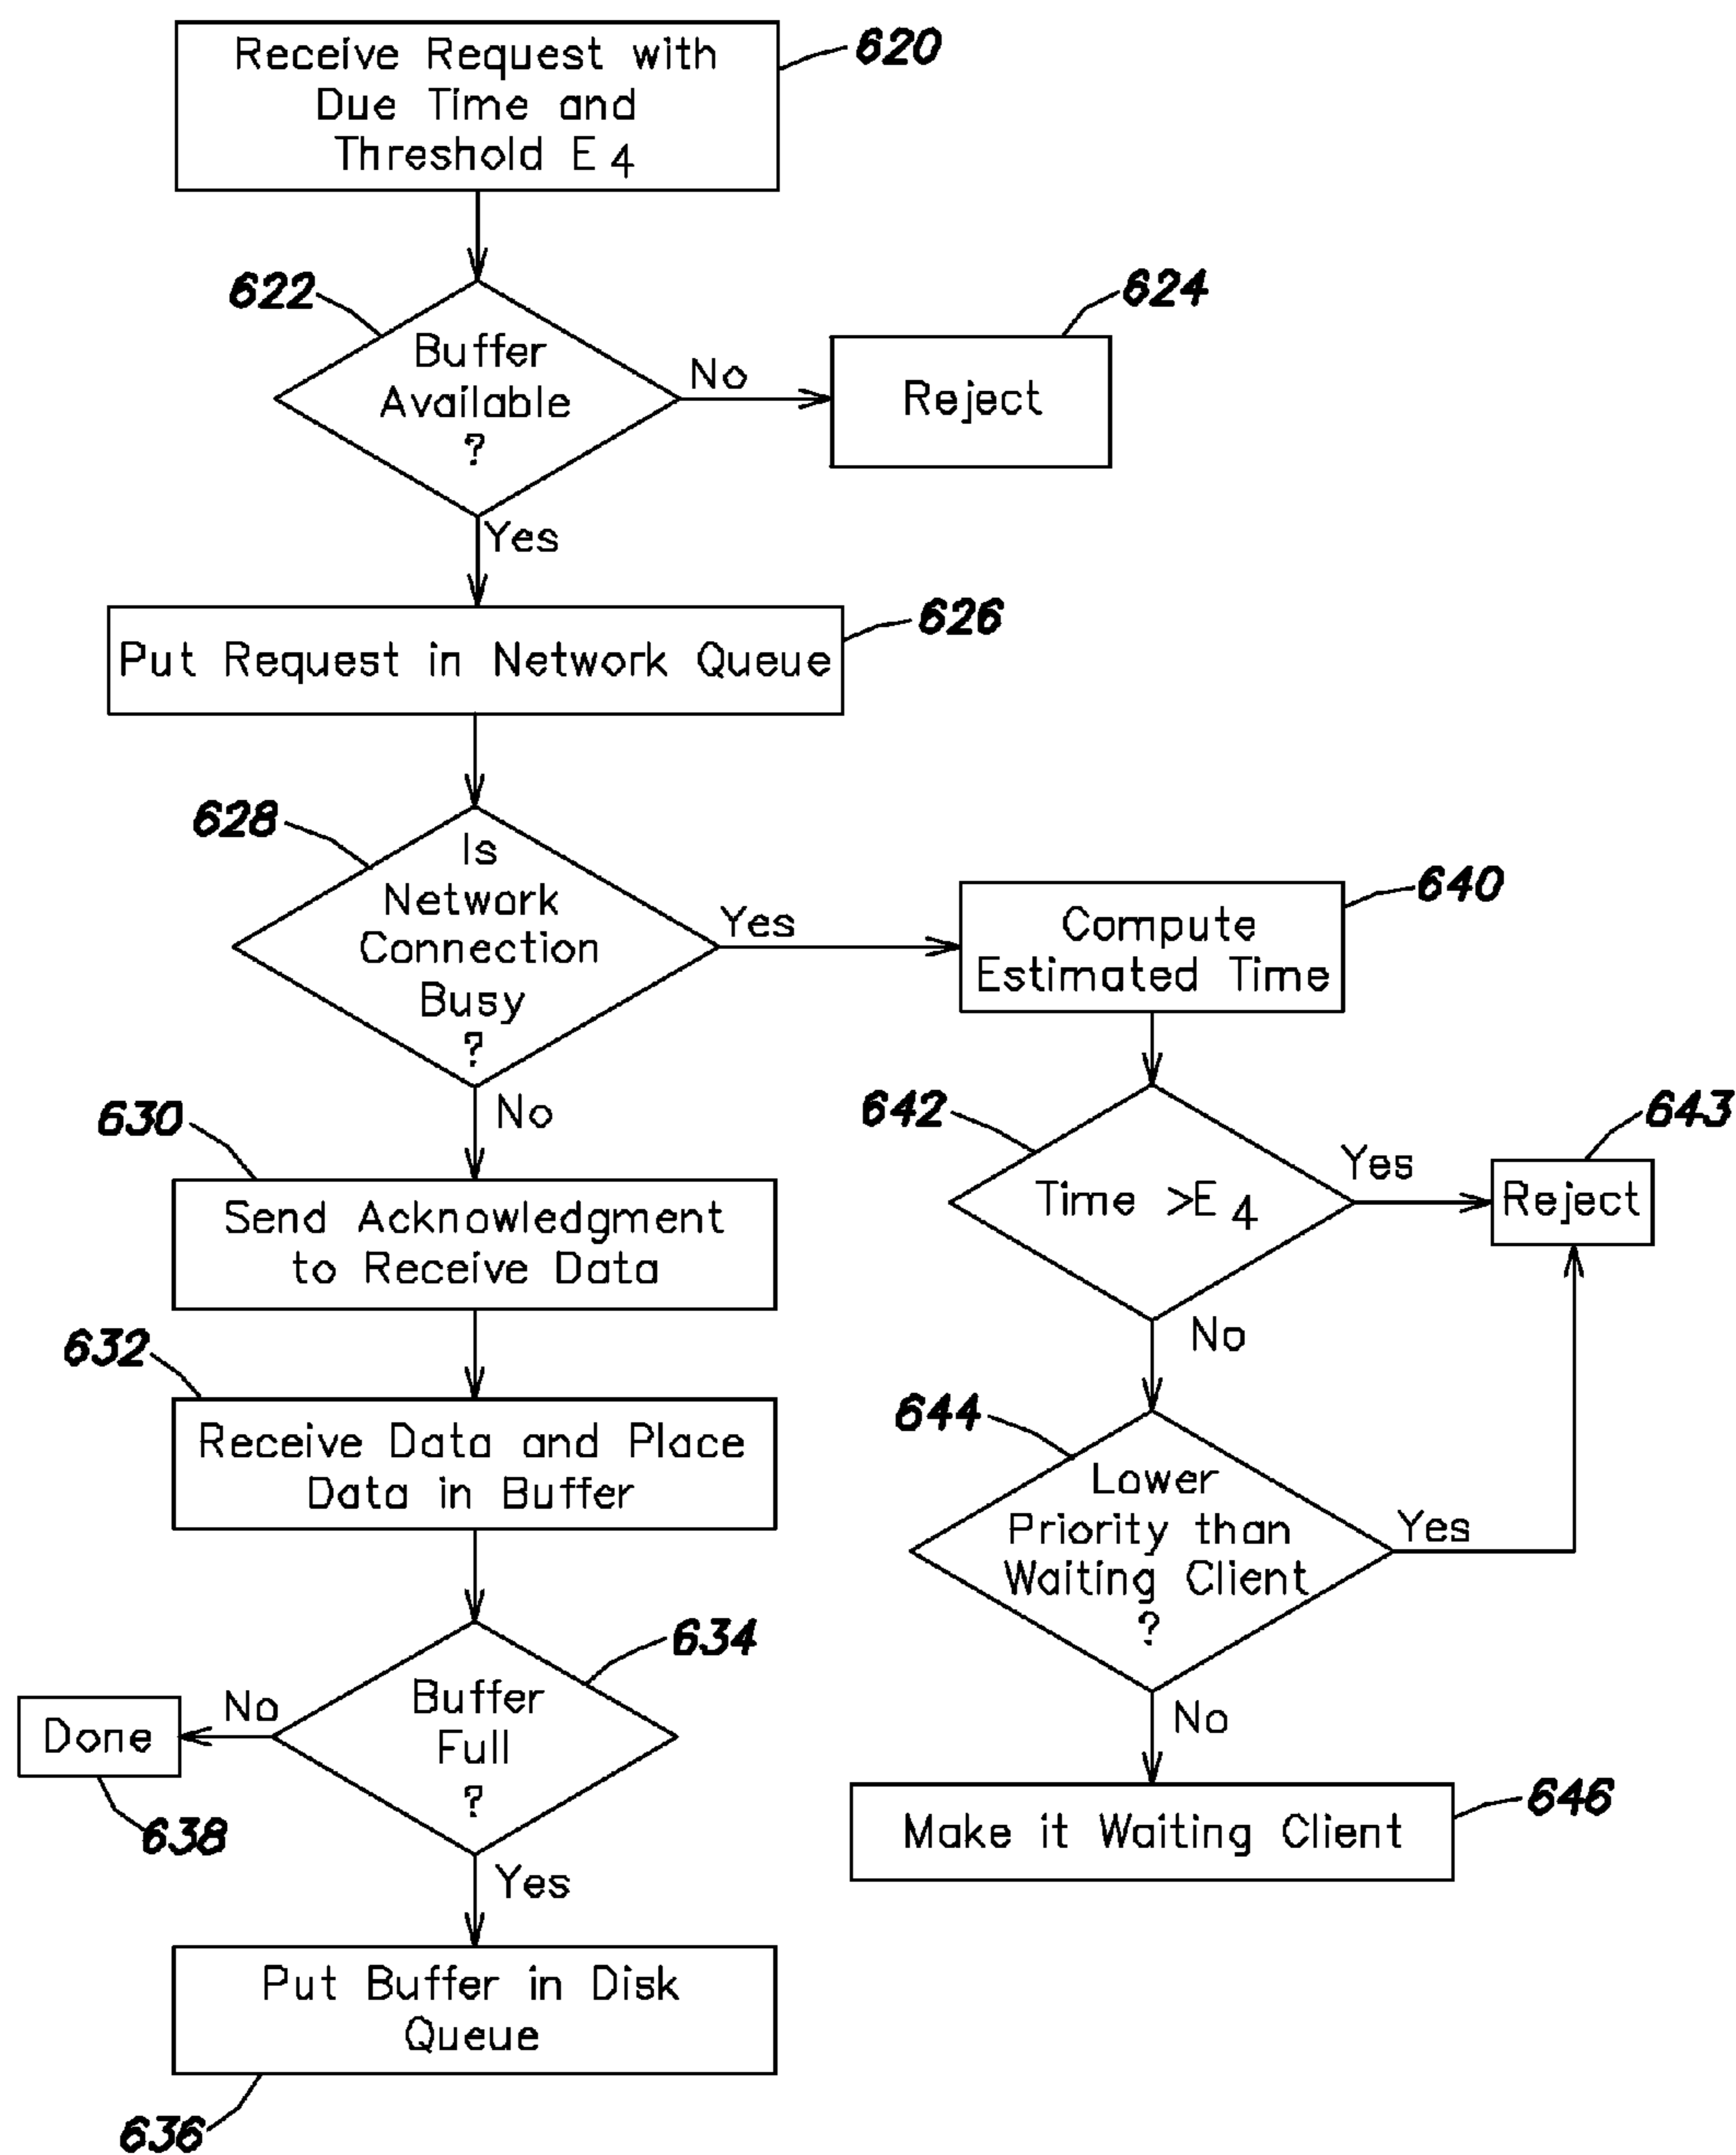 Receive Request with
Due Time and
Threshold E 4
620
622
Buffer
Available
?
No
624
Reject
Yes
626
Put Request in Network Queue
628
Is
Network
Connection
Busy
?
Yes
640
Compute
Estimated Time
No
630
Send Acknowledgment
to Receive Data
642
Time >E 4
Yes
643
Reject
No
632
Receive Data and Place
Data in Buffer
644
Lower
Priority than
Waiting Client
?
Yes
No
634
Buffer
Full
?
No
Done
638
646
Make it Waiting Client
Yes
Put Buffer in Disk
Queue
636